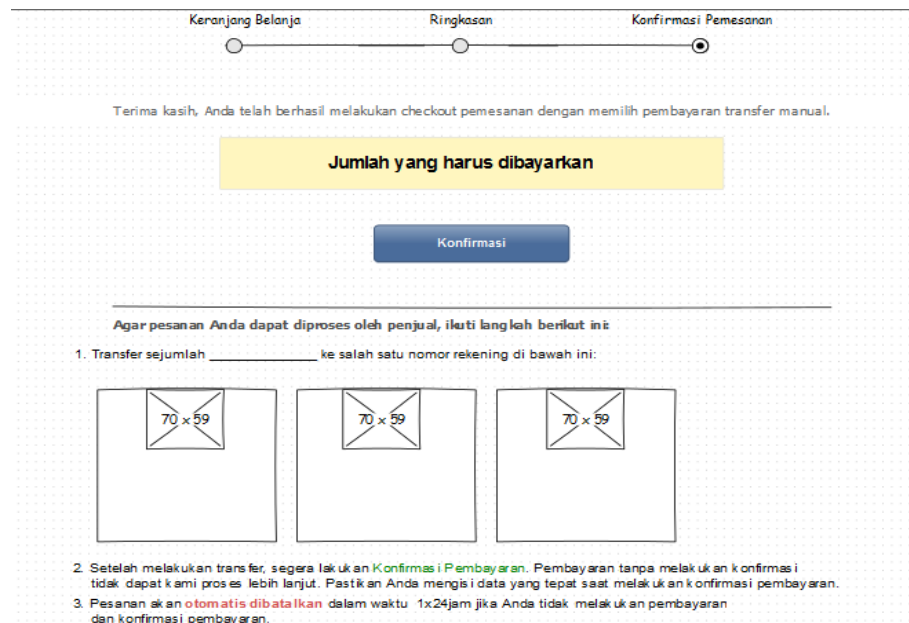 Keranjang Belanja
Ringkasan
Konfirmasi Pemesanan
Terima kasih, Anda telah berhasil melakukan checkout pemesanan dengan memilih pembayaran transfer manual.
Jumlah yang harus dibayarkan
Konfirmasi
Agar pesanan Anda dapat diproses oleh penjual, ikuti langkah berikut ini:
1. Transfer sejumlah _______________ ke salah satu nomor rekening di bawah ini:
70 x 59
70 x 59
70 x 59
2. Setelah melakukan transfer, segera lakukan Konfirmasi Pembayaran. Pembayaran tanpa melakukan konfirmasi
tidak dapat kami proses lebih lanjut. Pastikan Anda mengisi data yang tepat saat melakukan konfirmasi pembayaran.
3. Pesanan akan otomatis dibatalkan dalam waktu 1x24jam jika Anda tidak melakukan pembayaran
dan konfirmasi pembayaran.